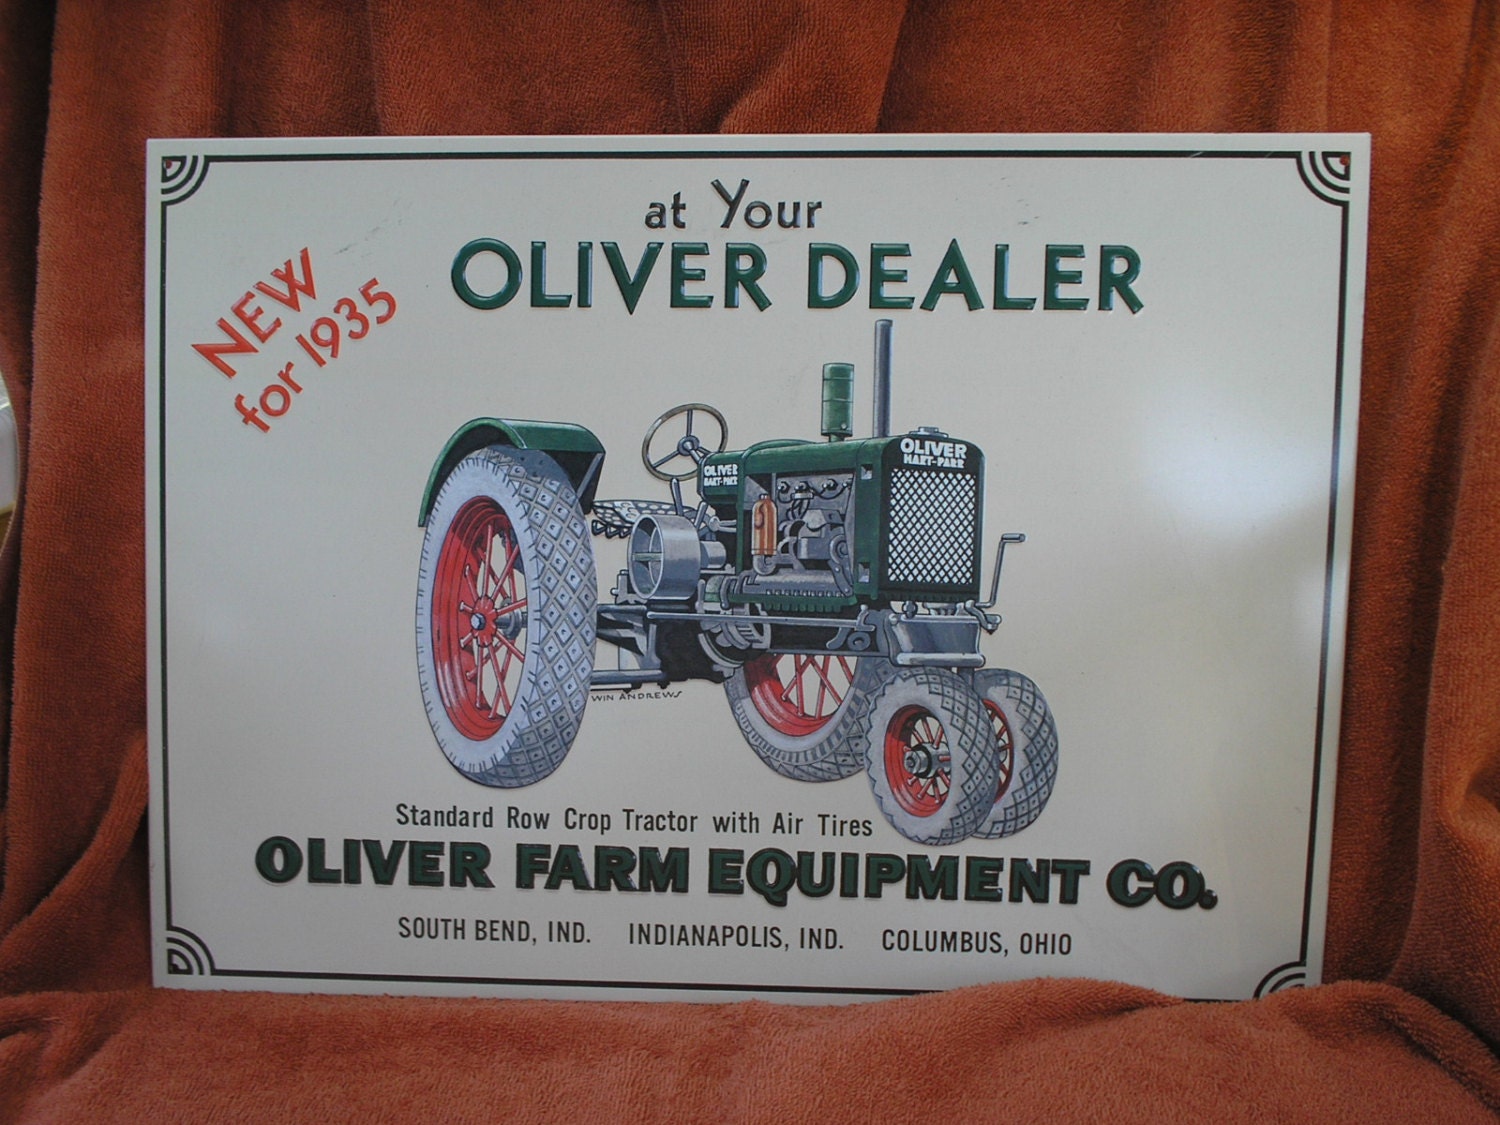 at Your
OLIVER DEALER
NEW
for 1935
OLIVER
HART-PARR
OLIVER
HART-PARR
WIN ANDREWS
Standard Row Crop Tractor with Air Tires
OLIVER FARM EQUIPMENT CO.
SOUTH BEND, IND. INDIANAPOLIS, IND. COLUMBUS, OHIO